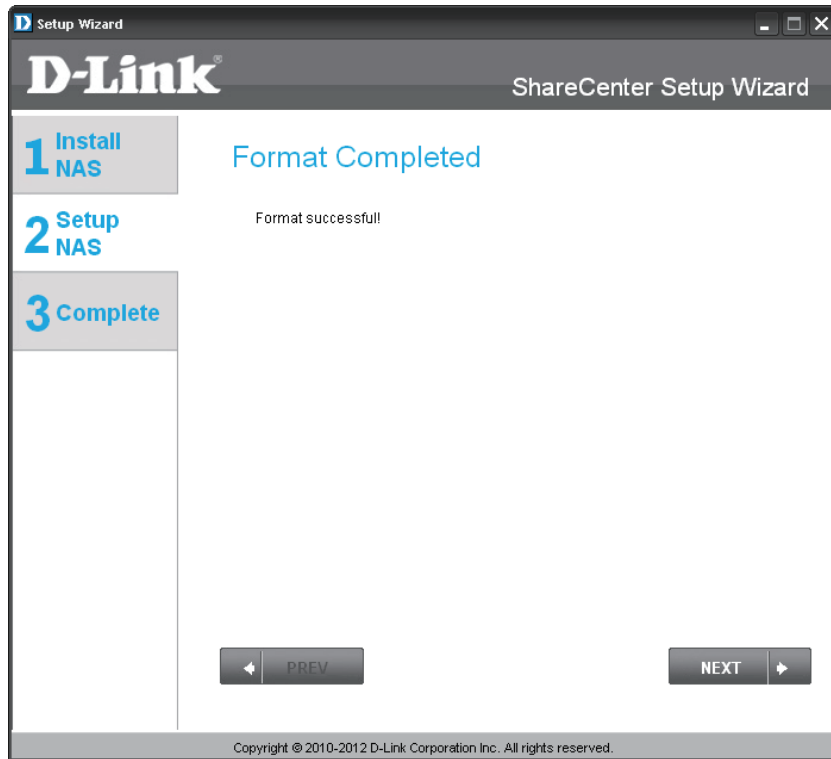 Setup Wizard
D-Link®
ShareCenter Setup Wizard
1 Install NAS
2 Setup NAS
3 Complete
Format Completed
Format successful!
PREV
NEXT
Copyright © 2010-2012 D-Link Corporation Inc. All rights reserved.